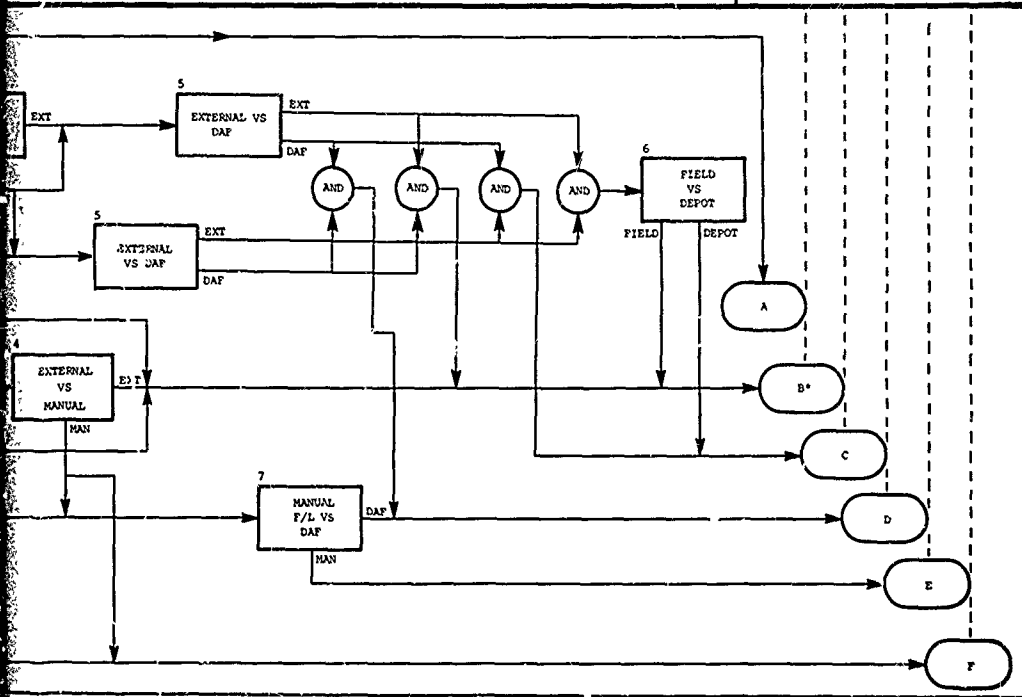 5
EXT
EXTERNAL VS
DAF
EXT
DAF
AND
AND
AND
AND
6
FIELD
VS
DEPOT
FIELD
DEPOT
5
EXTERNAL
VS DAF
EXT
DAF
A
4
EXTERNAL
VS
MANUAL
EXT
MAN
B*
C
7
MANUAL
F/L VS
DAF
DAF
MAN
D
E
F